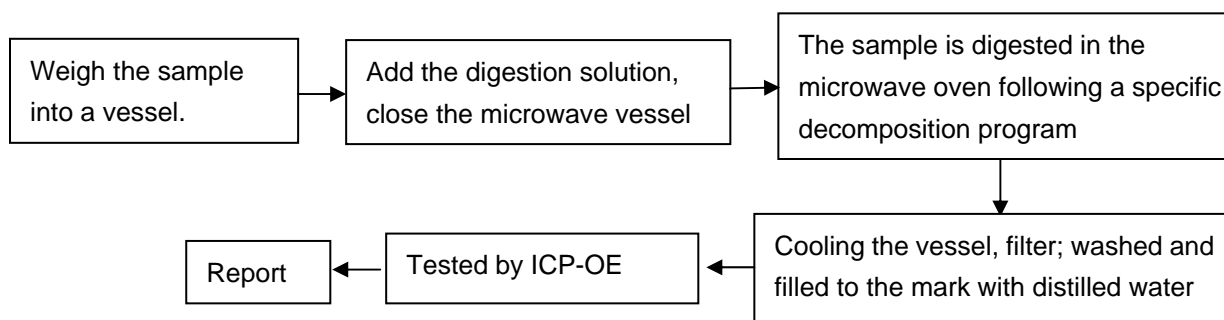 Weigh the sample
into a vessel.
Add the digestion solution,
close the microwave vessel
The sample is digested in the
microwave oven following a specific
decomposition program
Cooling the vessel, filter; washed and
filled to the mark with distilled water
Tested by ICP-OE
Report